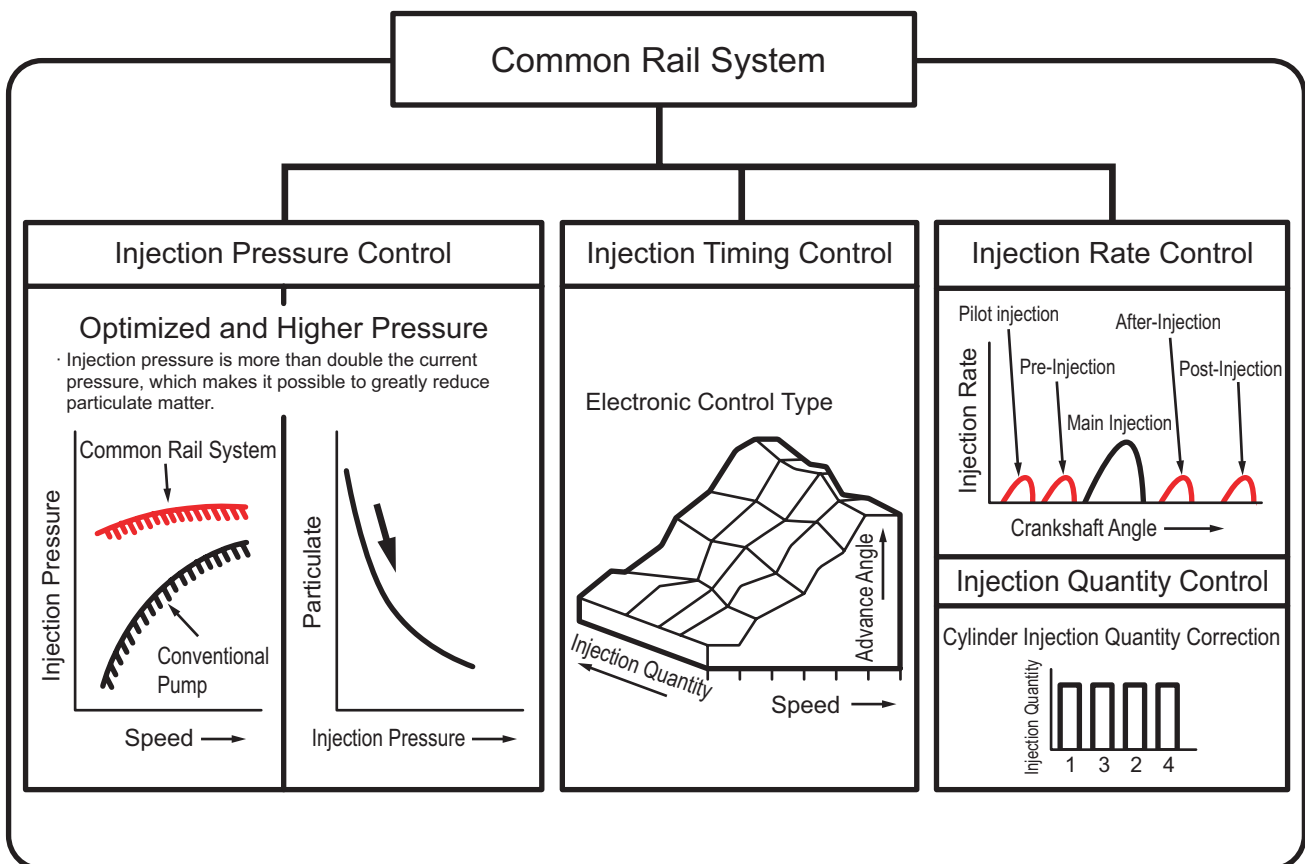 Common Rail System
Injection Pressure Control
Optimized and Higher Pressure
· Injection pressure is more than double the current
pressure, which makes it possible to greatly reduce
particulate matter.
Common Rail System
Injection Pressure
Conventional
Pump
Speed
Particulate
Injection Pressure
Injection Timing Control
Electronic Control Type
Advance Angle
Injection Quantity
Speed
Injection Rate Control
Pilot injection
After-Injection
Pre-Injection
Post-Injection
Main Injection
Injection Rate
Crankshaft Angle
Injection Quantity Control
Cylinder Injection Quantity Correction
Injection Quantity
1 3 2 4